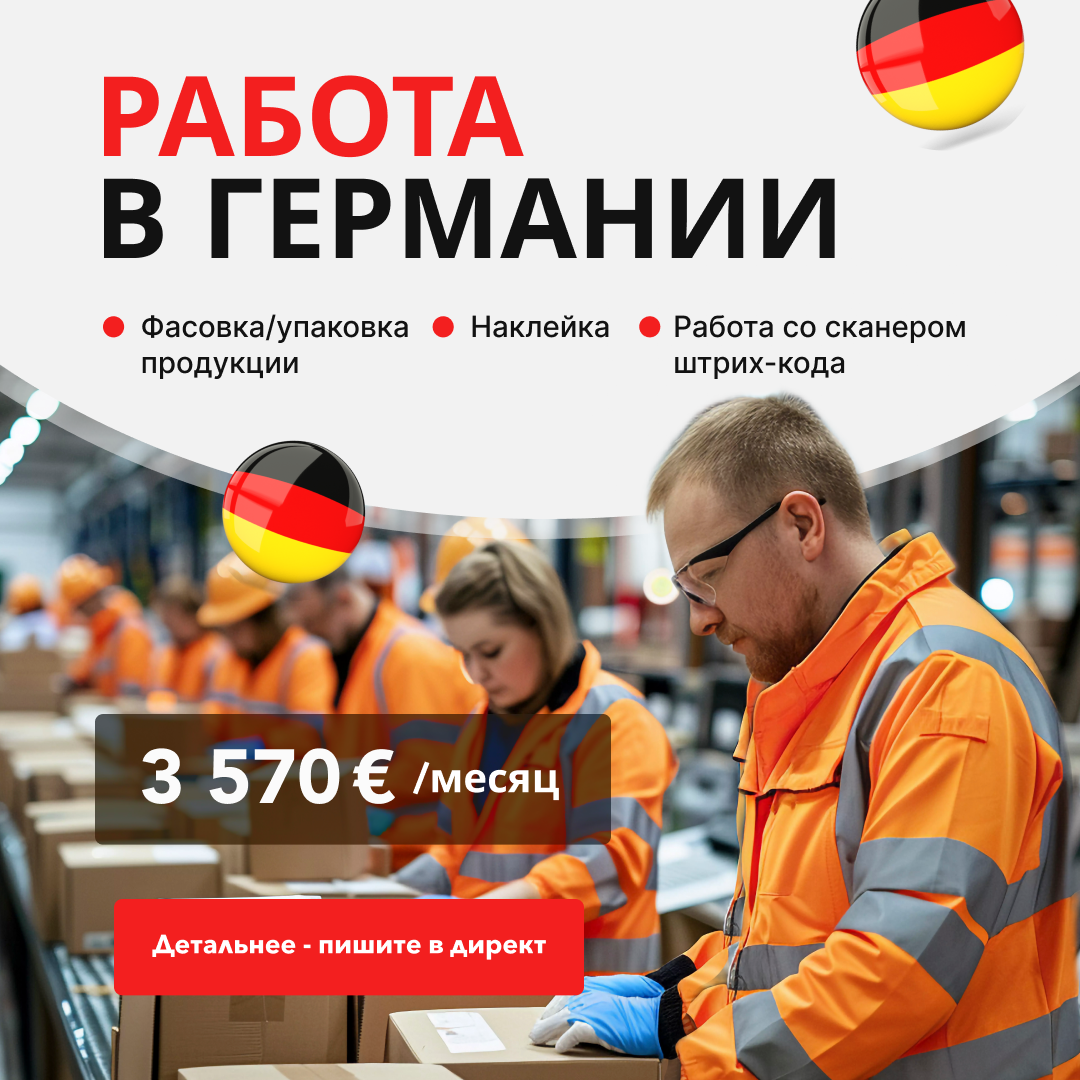 РАБОТА
В ГЕРМАНИИ
Фасовка/упаковка продукции
Наклейка
Работа со сканером штрих-кода
3 570 € /месяц
Детальнее - пишите в директ